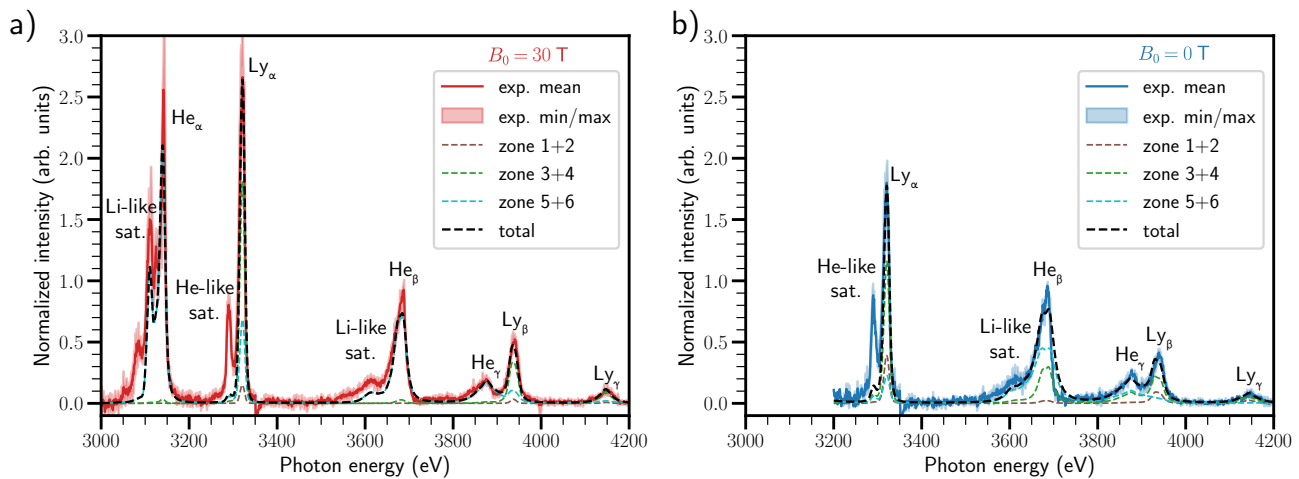 a)
B₀ = 30 T
exp. mean
exp. min/max
zone 1+2
zone 3+4
zone 5+6
total
Heα
Lyα
Li-like
sat.
He-like
sat.
Li-like
sat.
Heβ
Heγ
Lyβ
Lyγ
Normalized intensity (arb. units)
3.0
2.5
2.0
1.5
1.0
0.5
0.0
3000 3200 3400 3600 3800 4000 4200
Photon energy (eV)
b)
B₀ = 0 T
exp. mean
exp. min/max
zone 1+2
zone 3+4
zone 5+6
total
Lyα
He-like
sat.
Li-like
sat.
Heβ
Heγ
Lyβ
Lyγ
Normalized intensity (arb. units)
3.0
2.5
2.0
1.5
1.0
0.5
0.0
3000 3200 3400 3600 3800 4000 4200
Photon energy (eV)